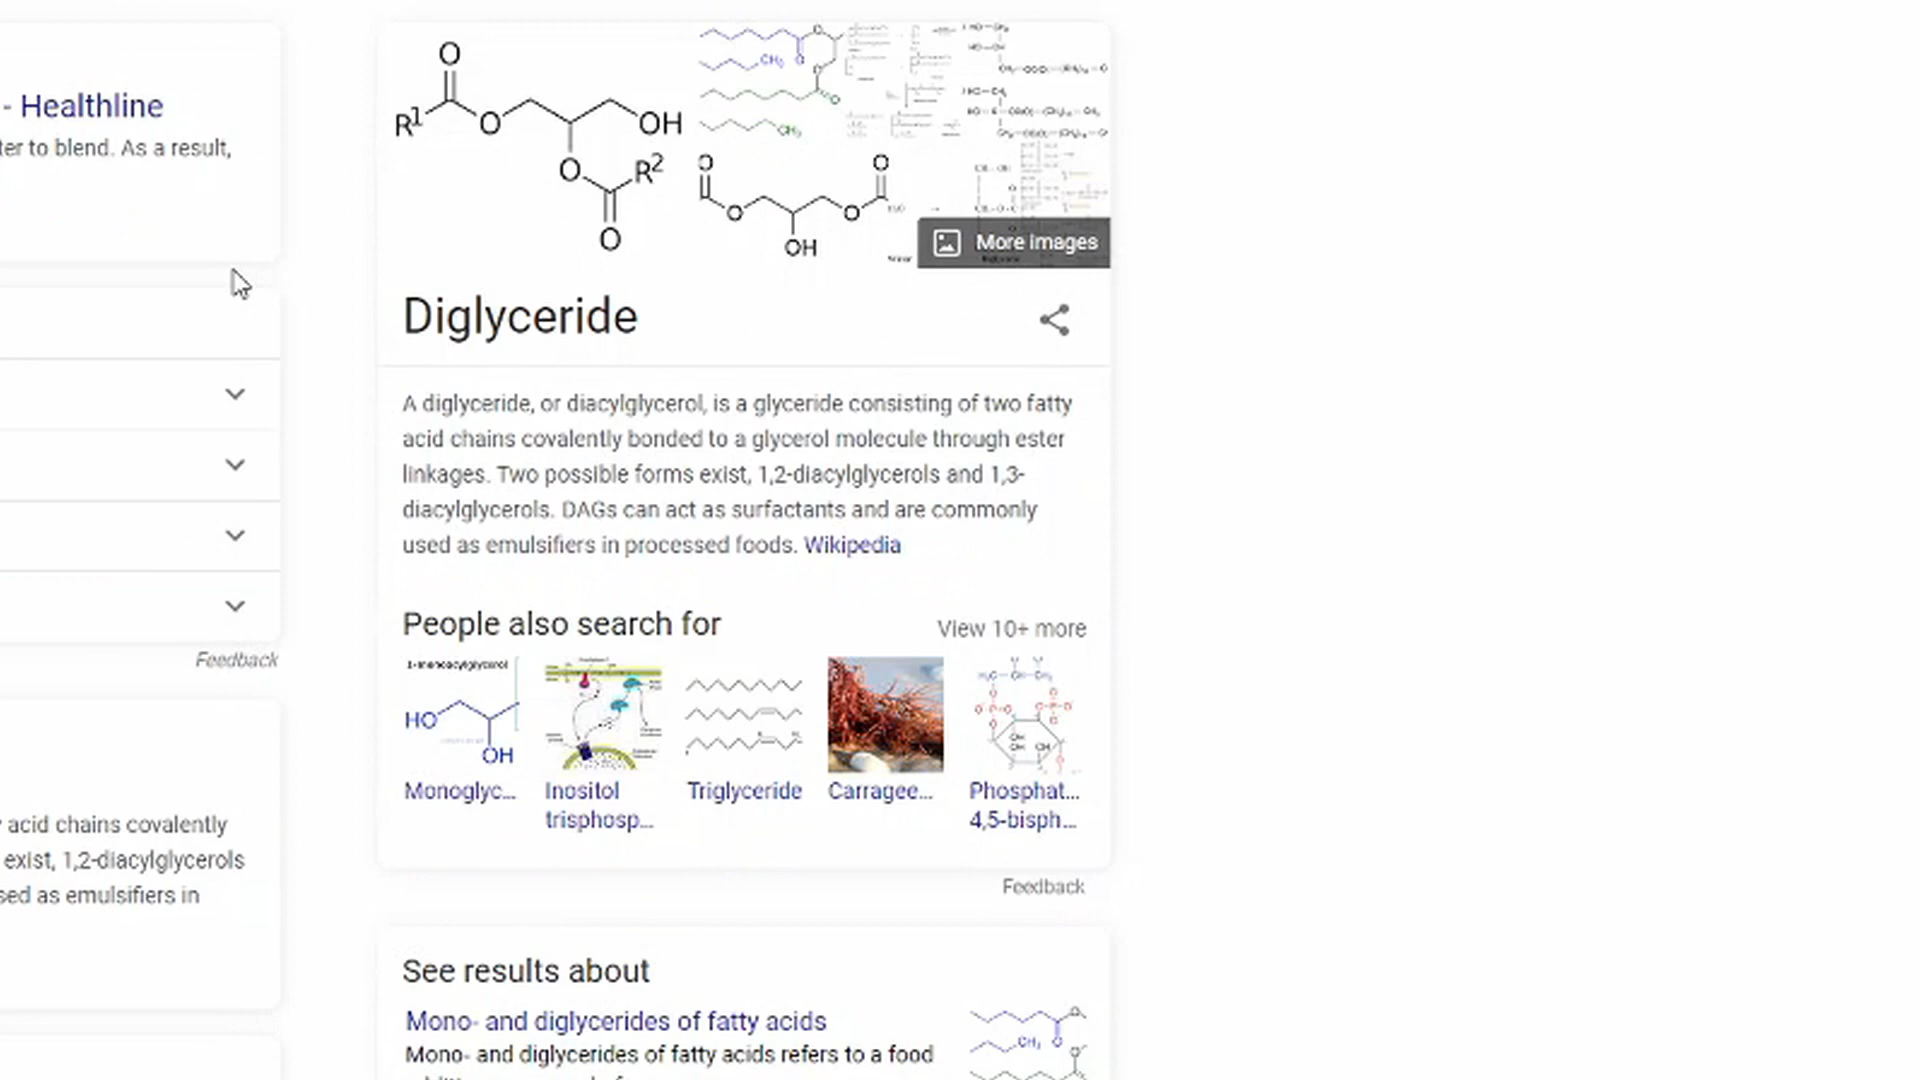 - Healthline
ter to blend. As a result,
Feedback
acid chains covalently
exist, 1,2-diacylglycerols
sed as emulsifiers in
O
R1
O
OH
O
R2
O
CH3
O
O
O
CH3
O
O
O
O
OH
More images
Diglyceride
A diglyceride, or diacylglycerol, is a glyceride consisting of two fatty
acid chains covalently bonded to a glycerol molecule through ester
linkages. Two possible forms exist, 1,2-diacylglycerols and 1,3-
diacylglycerols. DAGs can act as surfactants and are commonly
used as emulsifiers in processed foods. Wikipedia
People also search for
View 10+ more
1-monoacylglycerol
HO
OH
Monoglyc...
Inositol
trisphosp...
Triglyceride
Carragee...
Phosphat...
4,5-bisph...
Feedback
See results about
Mono- and diglycerides of fatty acids
Mono- and diglycerides of fatty acids refers to a food